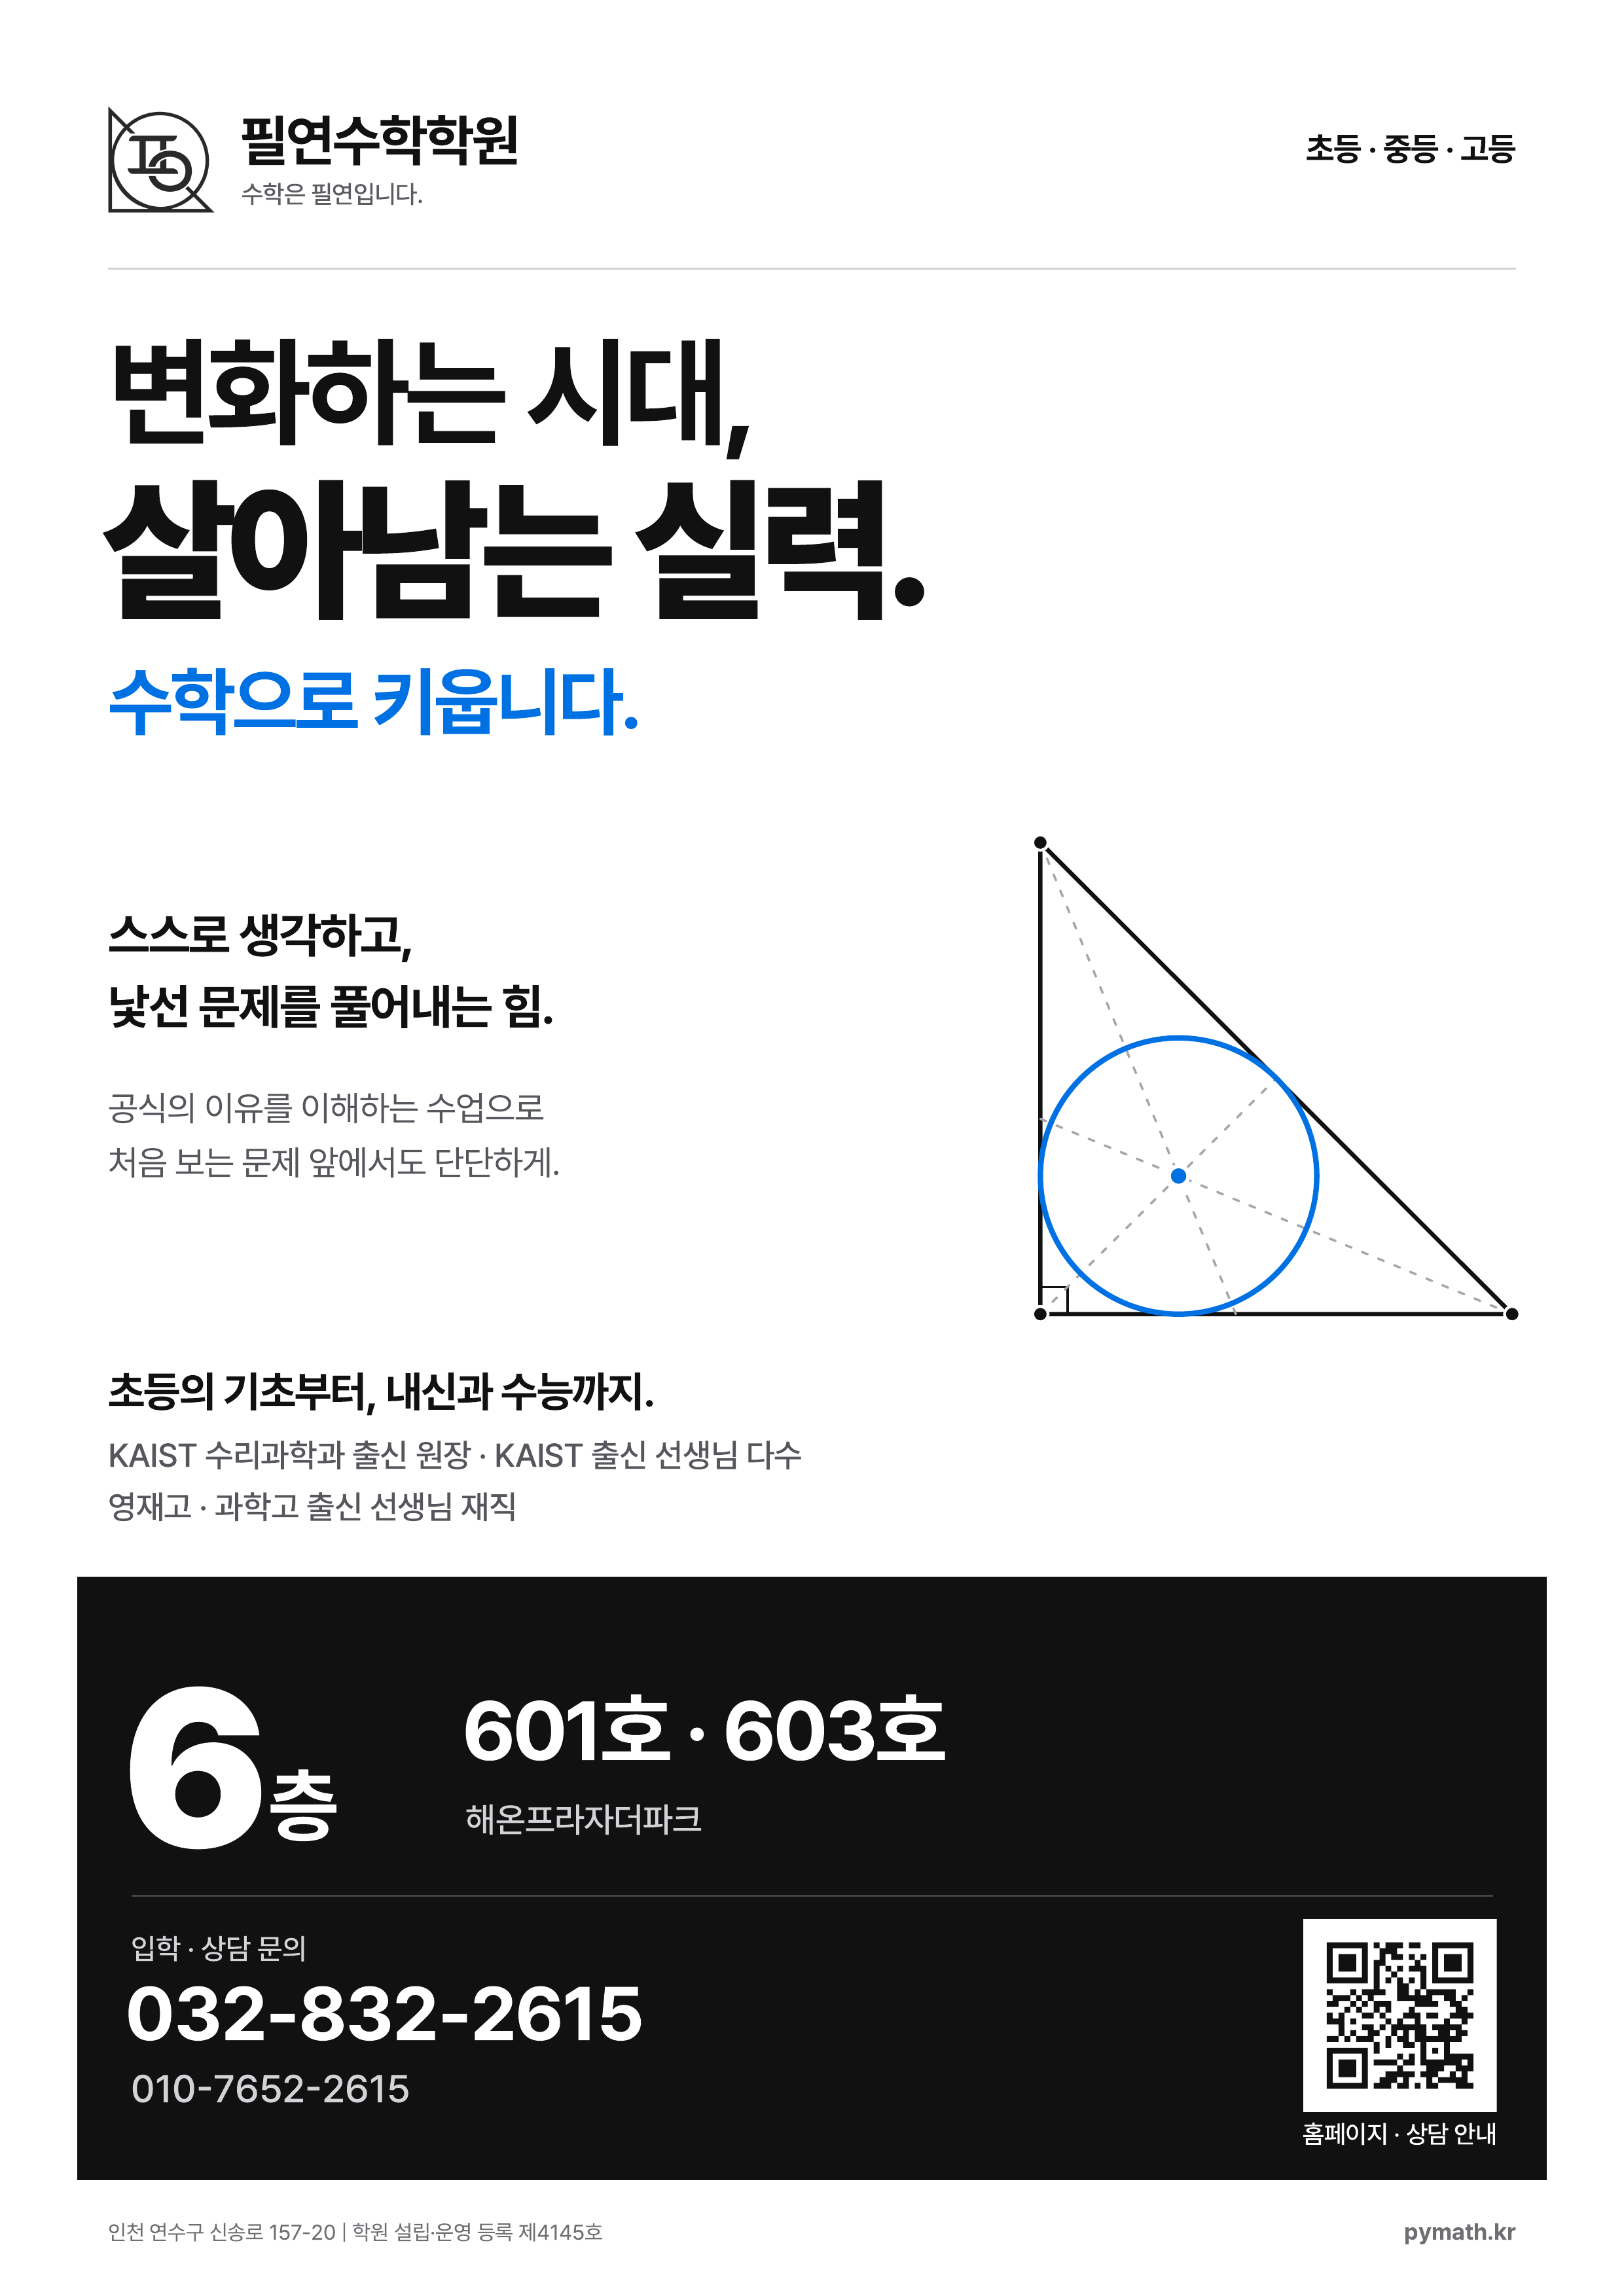 필연수학학원
수학은 필연입니다.
초등 · 중등 · 고등
변화하는 시대,
살아남는 실력.
수학으로 키웁니다.
스스로 생각하고,
낯선 문제를 풀어내는 힘.
공식의 이유를 이해하는 수업으로
처음 보는 문제 앞에서도 단단하게.
초등의 기초부터, 내신과 수능까지.
KAIST 수리과학과 출신 원장 · KAIST 출신 선생님 다수
영재고 · 과학고 출신 선생님 재직
6층
601호 · 603호
해온프라자더파크
입학 · 상담 문의
032-832-2615
010-7652-2615
홈페이지 · 상담 안내
인천 연수구 신송로 157-20 | 학원 설립·운영 등록 제4145호
pymath.kr